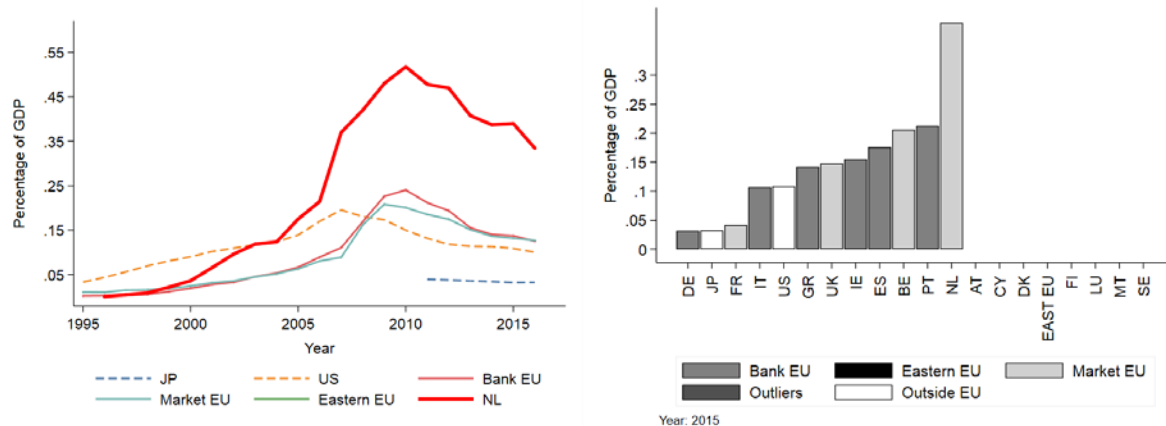 Percentage of GDP
.55
.45
.35
.25
.15
.05
1995 2000 2005 2010 2015
Year
JP US Bank EU
Market EU Eastern EU NL
Percentage of GDP
.3
.25
.2
.15
.1
.05
0
DE JP FR IT US GR UK IE ES BE PT NL AT CY DK EAST EU FI LU MT SE
Bank EU Eastern EU Market EU
Outliers Outside EU
Year: 2015